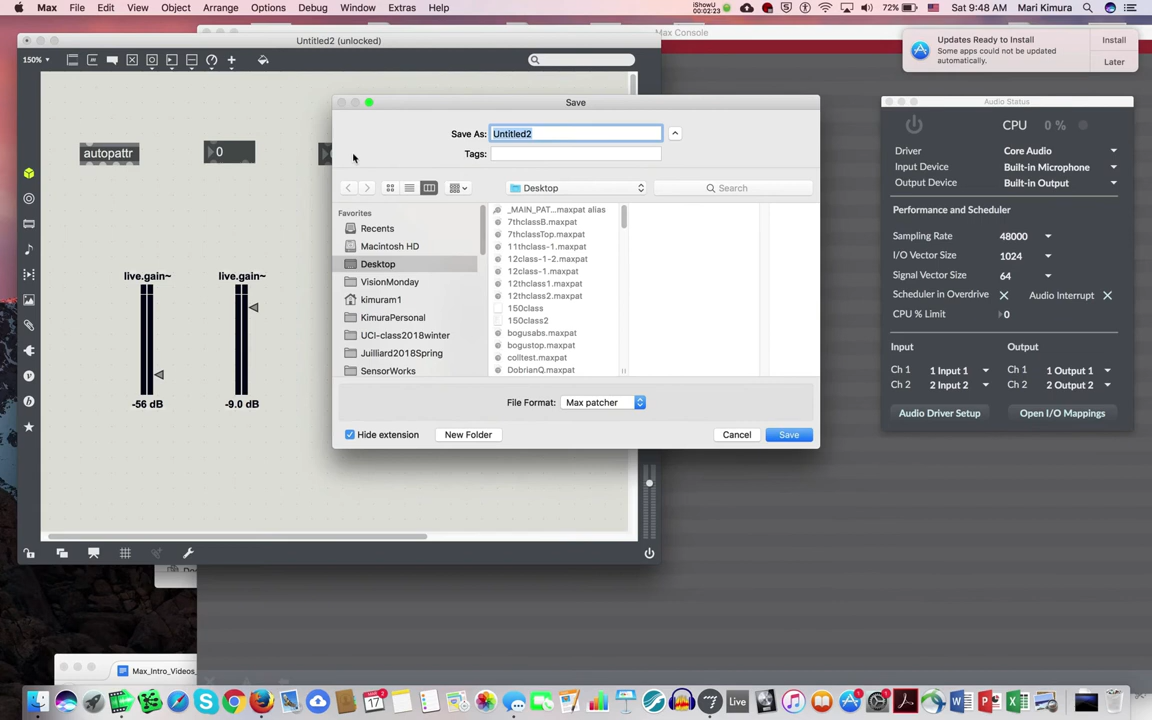 Max File Edit View Object Arrange Options Debug Window Extras Help
iShowU
00:02:23
72% Sat 9:48 AM Mari Kimura
Untitled2 (unlocked)
Max Console
150%
Updates Ready to Install
Some apps could not be updated
automatically.
Install
Later
autopattr
0
live.gain~
live.gain~
-56 dB
-9.0 dB
Save
Save As: Untitled2
Tags:
Desktop
Search
Favorites
Recents
Macintosh HD
Desktop
VisionMonday
kimuram1
KimuraPersonal
UCI-class2018winter
Juilliard2018Spring
SensorWorks
_MAIN_PAT...maxpat alias
7thclassB.maxpat
7thclassTop.maxpat
11thclass-1.maxpat
12class-1-2.maxpat
12class-1.maxpat
12thclass1.maxpat
12thclass2.maxpat
150class
150class2
bogusabs.maxpat
bogustop.maxpat
colltest.maxpat
DobrianQ.maxpat
File Format: Max patcher
Hide extension
New Folder
Cancel
Save
Audio Status
CPU 0 %
Driver Core Audio
Input Device Built-in Microphone
Output Device Built-in Output
Performance and Scheduler
Sampling Rate 48000
I/O Vector Size 1024
Signal Vector Size 64
Scheduler in Overdrive X Audio Interrupt X
CPU % Limit 0
Input Output
Ch 1 1 Input 1 Ch 1 1 Output 1
Ch 2 2 Input 2 Ch 2 2 Output 2
Audio Driver Setup
Open I/O Mappings
Max_Intro_Videos_
MAR
17
Live